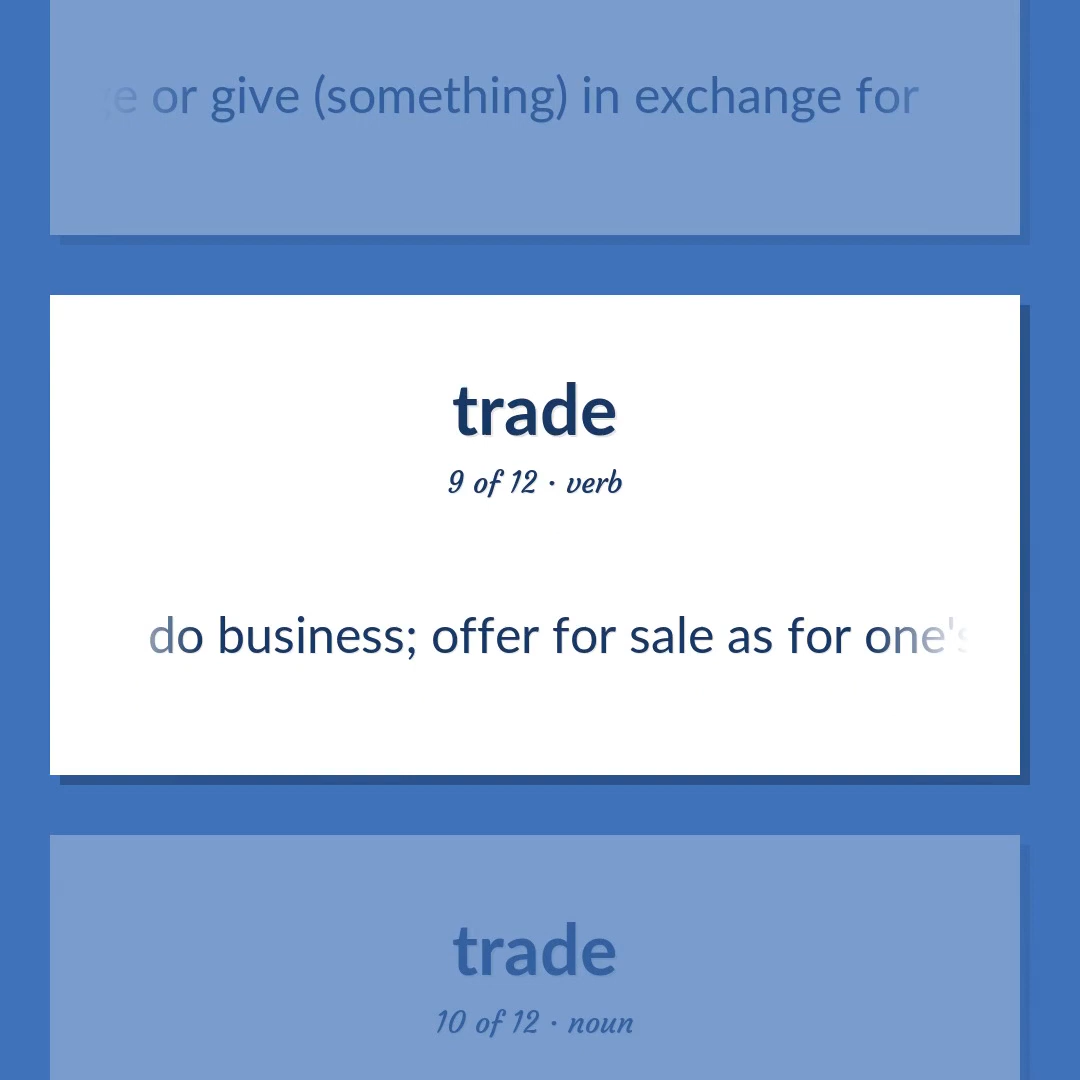 or give (something) in exchange for
trade
9 of 12 · verb
do business; offer for sale as for one's
trade
10 of 12 · noun